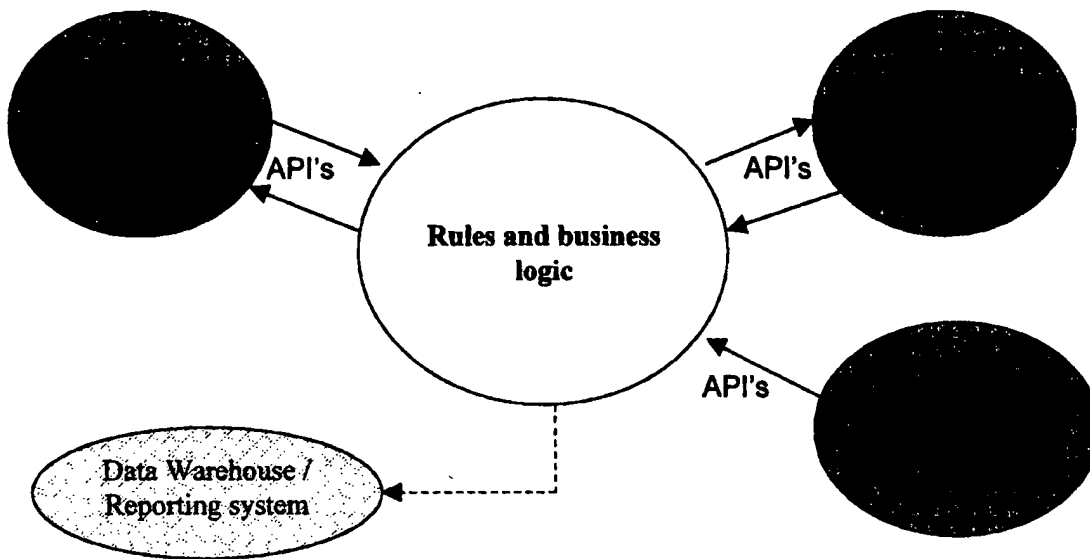 API's
API's
Rules and business
logic
API's
Data Warehouse /
Reporting system